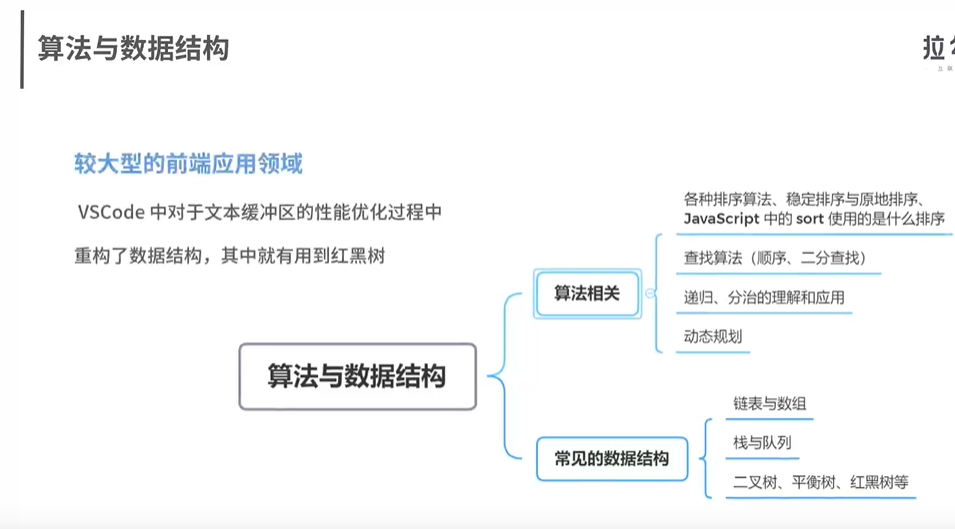 算法与数据结构
拉
较大型的前端应用领域
VSCode 中对于文本缓冲区的性能优化过程中
重构了数据结构，其中就有用到红黑树
算法与数据结构
算法相关
各种排序算法、稳定排序与原地排序、
JavaScript 中的 sort 使用的是什么排序
查找算法（顺序、二分查找）
递归、分治的理解和应用
动态规划
常见的数据结构
链表与数组
栈与队列
二叉树、平衡树、红黑树等